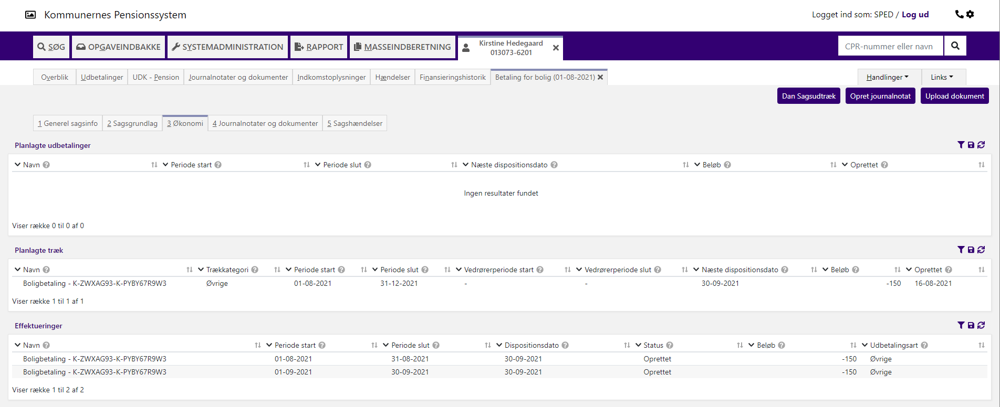 Kommunernes Pensionssystem
Logget ind som: SPED / Log ud
SØG
OPGAVEINDBAKKE
SYSTEMADMINISTRATION
RAPPORT
MASSEINDBERETNING
Kirstine Hedegaard
013073-6201
CPR-nummer eller navn
Overblik Udbetalinger UDK - Pension Journalnotater og dokumenter Indkomstoplysninger Hændelser Finansieringshistorik Betaling for bolig (01-08-2021) Handlinger Links
Dan Sagsudtræk Opret journalnotat Upload dokument
1 Generel sagsinfo 2 Sagsgrundlag 3 Økonomi 4 Journalnotater og dokumenter 5 Sagshændelser
Planlagte udbetalinger
Navn Periode start Periode slut Næste dispositionsdato Beløb Oprettet
Ingen resultater fundet
Viser række 0 til 0 af 0
Planlagte træk
Navn Trækkategori Periode start Periode slut Vedrørerperiode start Vedrørerperiode slut Næste dispositionsdato Beløb Oprettet
Boligbetaling - K-ZWXAG93-K-PYBY67R9W3 Øvrige 01-08-2021 31-12-2021 - - 30-09-2021 -150 16-08-2021
Viser række 1 til 1 af 1
Effektueringer
Navn Periode start Periode slut Dispositionsdato Status Beløb Udbetalingsart
Boligbetaling - K-ZWXAG93-K-PYBY67R9W3 01-08-2021 31-08-2021 30-09-2021 Oprettet -150 Øvrige
Boligbetaling - K-ZWXAG93-K-PYBY67R9W3 01-09-2021 30-09-2021 30-09-2021 Oprettet -150 Øvrige
Viser række 1 til 2 af 2